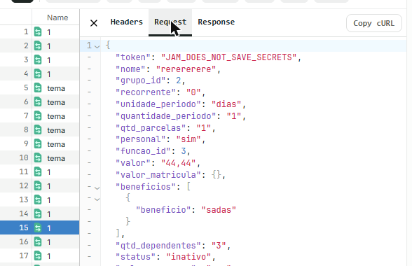 Name
Headers Request Response Copy cURL
1 1
2 1
3 1
4 1
5 tema
6 tema
7 tema
8 tema
9 tema
10 tema
11 1
12 1
13 1
14 1
15 1
16 1
17 1
1 {
"token": "JAM_DOES_NOT_SAVE_SECRETS",
"nome": "rerererere",
"grupo_id": 2,
"recorrente": "0",
"unidade_periodo": "dias",
"quantidade_periodo": "1",
"qtd_parcelas": "1",
"personal": "sim",
"funcao_id": 3,
"valor": "44,44",
"valor_matricula": {},
"beneficios": [
{
"beneficio": "sadas"
}
],
"qtd_dependentes": "3",
"status": "inativo",